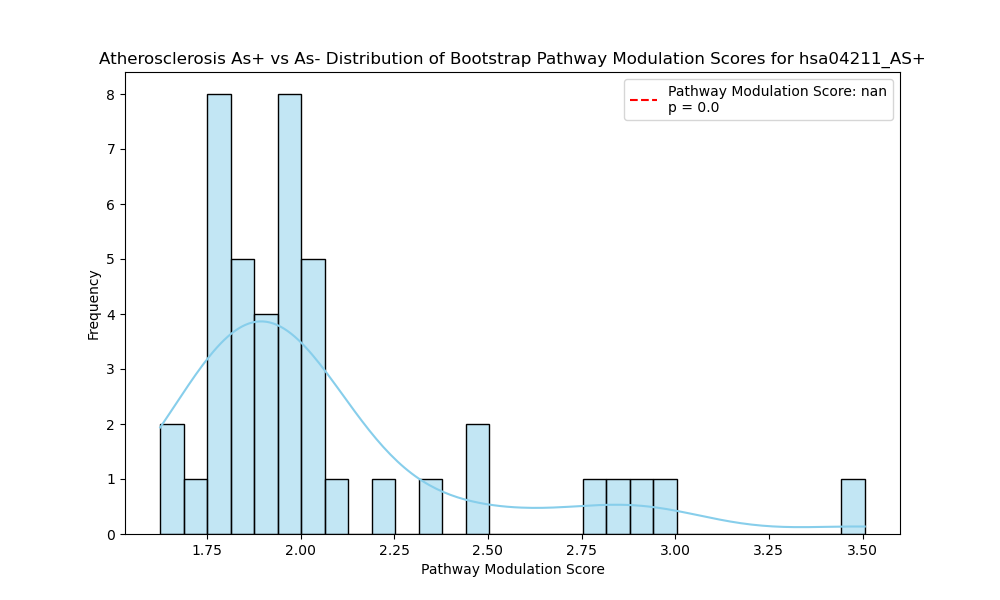 Atherosclerosis As+ vs As- Distribution of Bootstrap Pathway Modulation Scores for hsa04211_AS+
Pathway Modulation Score: nan
p = 0.0
8
7
6
5
4
3
2
1
0
Frequency
1.75 2.00 2.25 2.50 2.75 3.00 3.25 3.50
Pathway Modulation Score